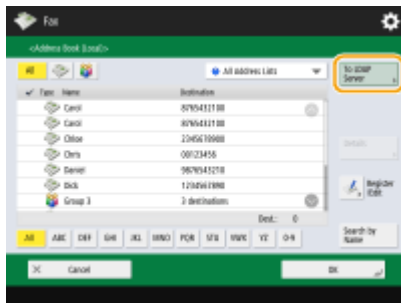 Fax
<Address Book (Local)>
All
All Address Lists
To LDAP Server
✓ Type Name Destination
Carol 8765432100
Carol 8765432100
Chloe 2345678900
Chris 00123456
Daniel 9876543210
Dick 1234567890
Group 3 2 destinations
Details
Register/Edit
Dest.: 0
All ABC DEF GHI JKL MNO PQR STU VWX YZ 0-9
Search by Name
Cancel
OK